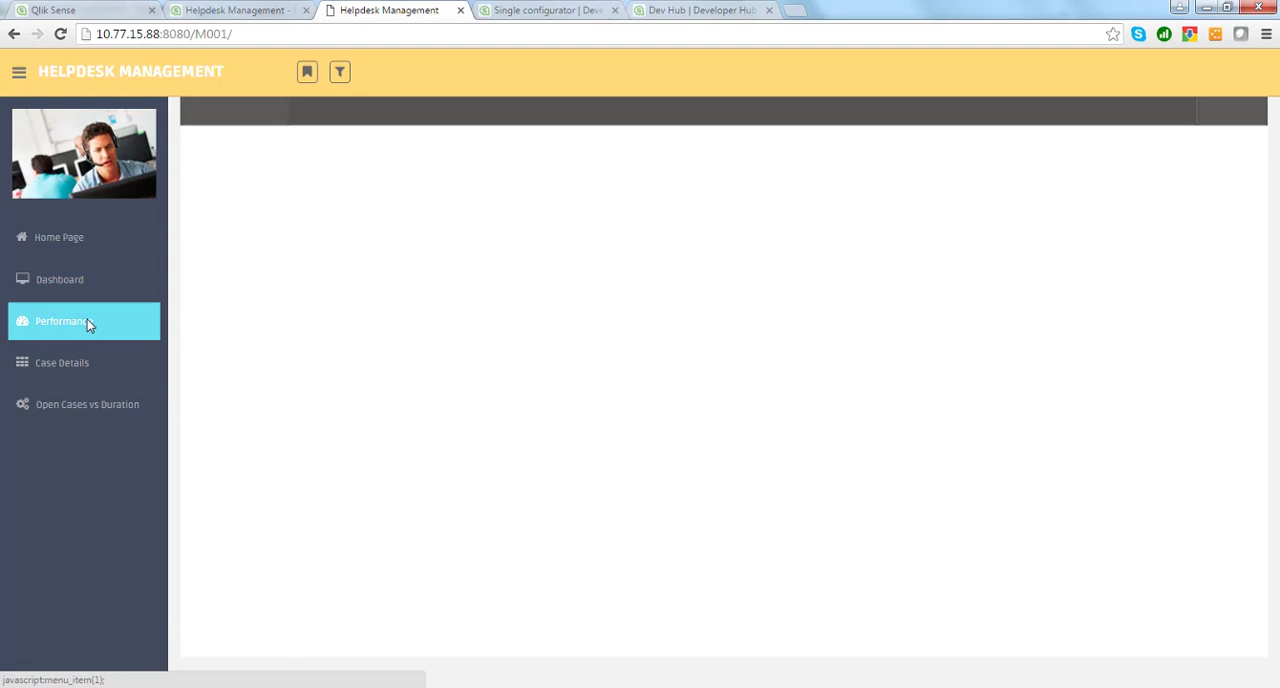 Qlik Sense
Helpdesk Management -
Helpdesk Management
Single configurator | Deve
Dev Hub | Developer Hub
10.77.15.88:8080/M001/
HELPDESK MANAGEMENT
Home Page
Dashboard
Performanc
Case Details
Open Cases vs Duration
javascript:menu_item(1);